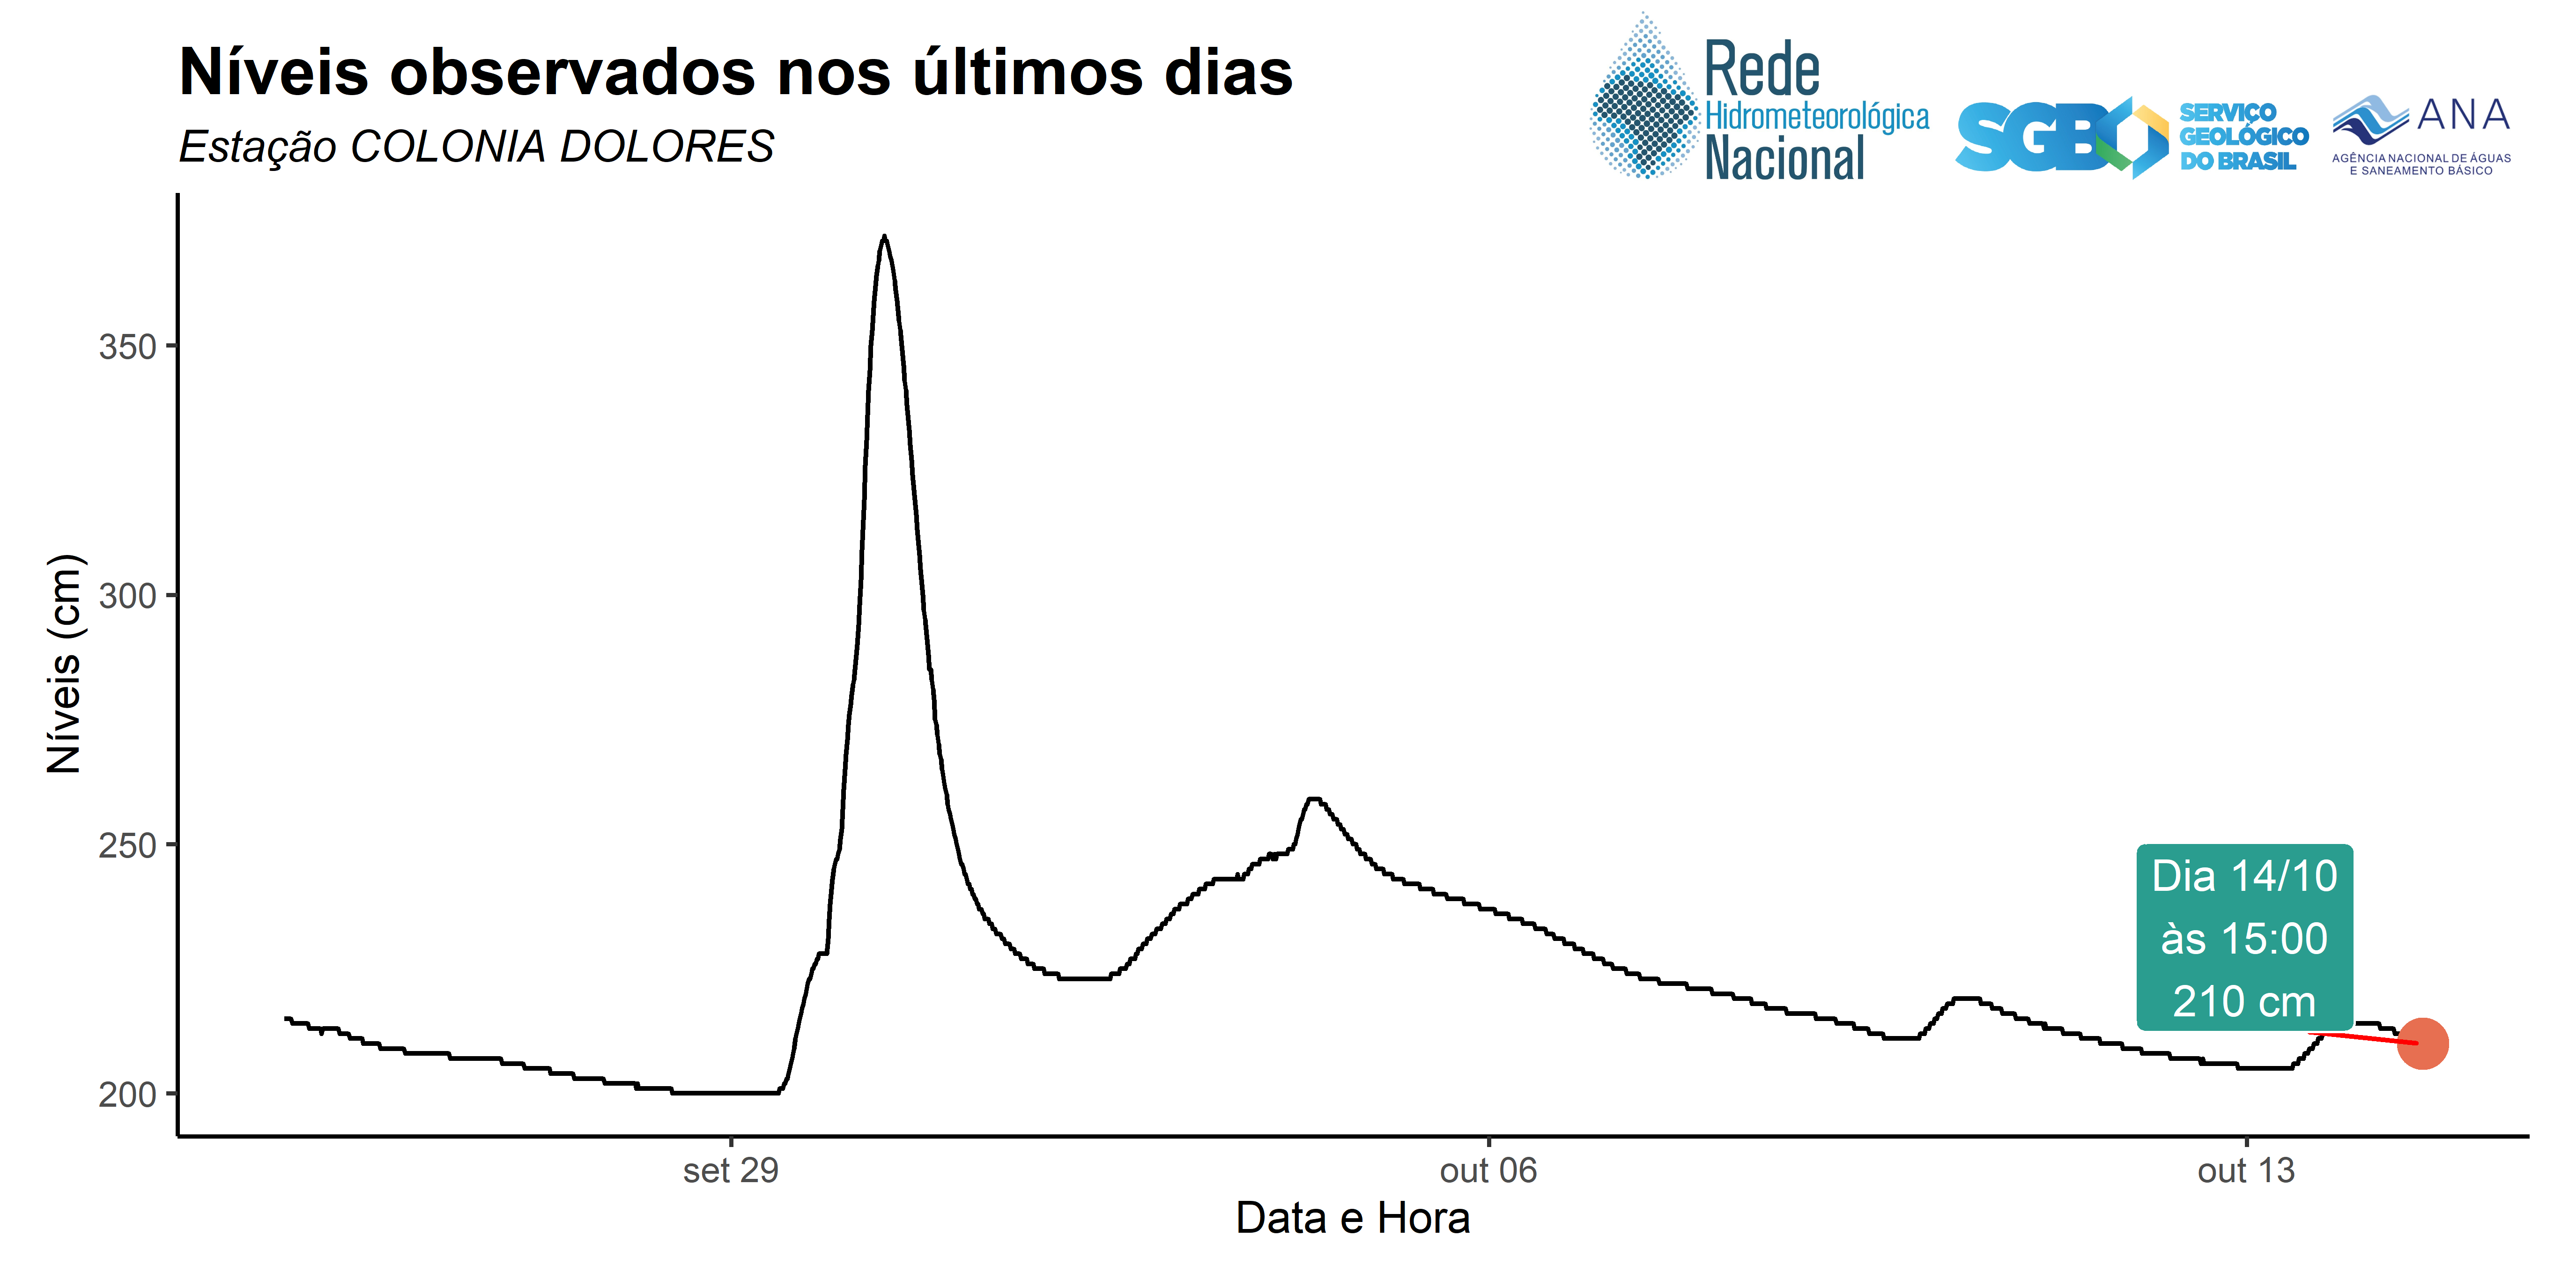 Níveis observados nos últimos dias
Estação COLONIA DOLORES
Rede
Hidrometeorológica
Nacional
SGB
SERVIÇO
GEOLÓGICO
DO BRASIL
ANA
AGÊNCIA NACIONAL DE ÁGUAS
E SANEAMENTO BÁSICO
Níveis (cm)
350
300
250
200
Dia 14/10
às 15:00
210 cm
set 29
out 06
out 13
Data e Hora